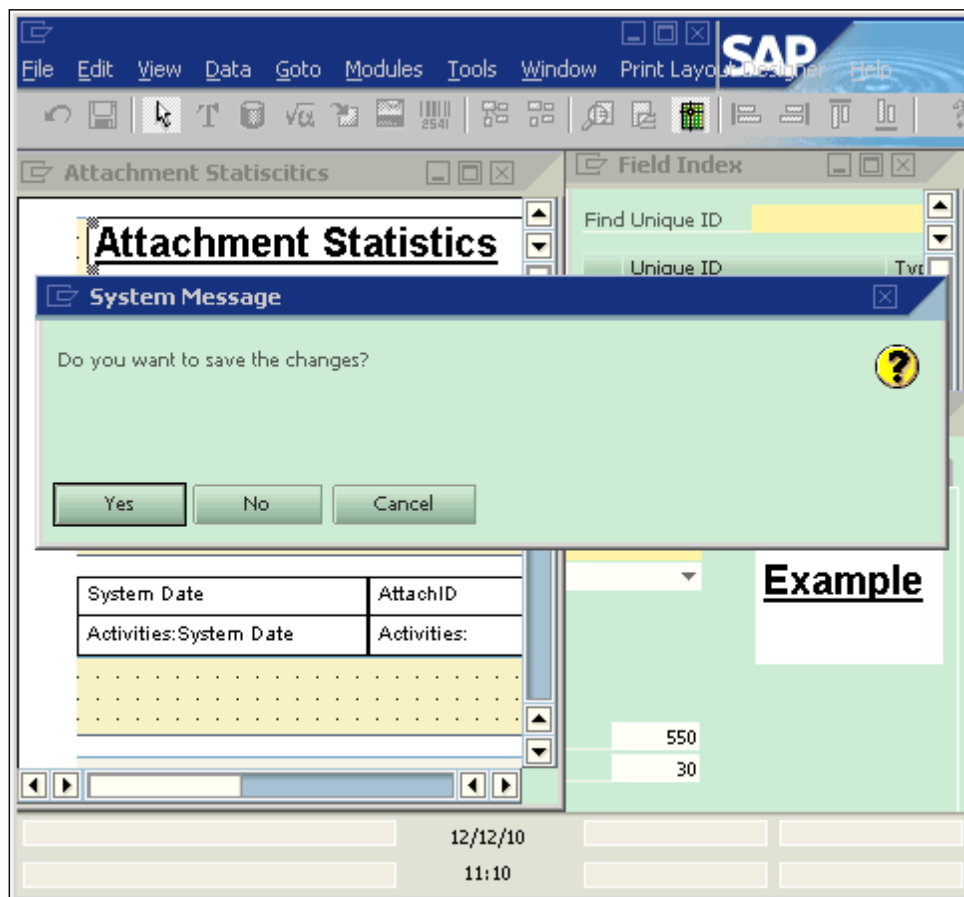 SAP
File Edit View Data Goto Modules Tools Window Print Layout Designer Help
2541
Attachment Statiscitics
Field Index
Attachment Statistics
Find Unique ID
Unique ID
System Message
Do you want to save the changes?
Yes No Cancel
System Date AttachID
Activities:System Date Activities:
Example
550
30
12/12/10
11:10